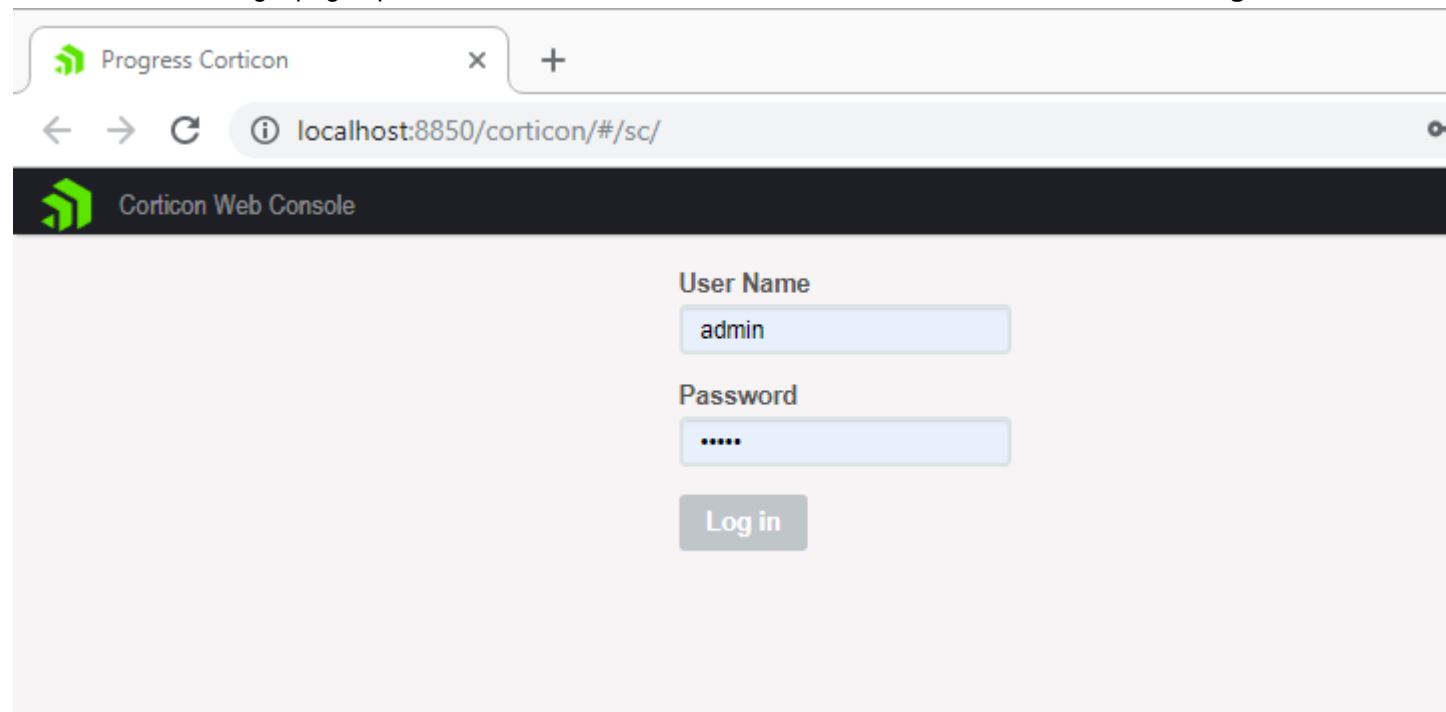 Progress Corticon
localhost:8850/corticon/#/sc/
Corticon Web Console
User Name
admin
Password
•••••
Log in